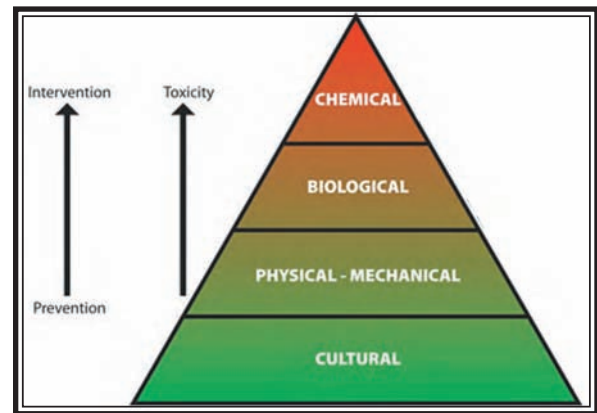 Intervention
Toxicity
CHEMICAL
BIOLOGICAL
PHYSICAL - MECHANICAL
Prevention
CULTURAL